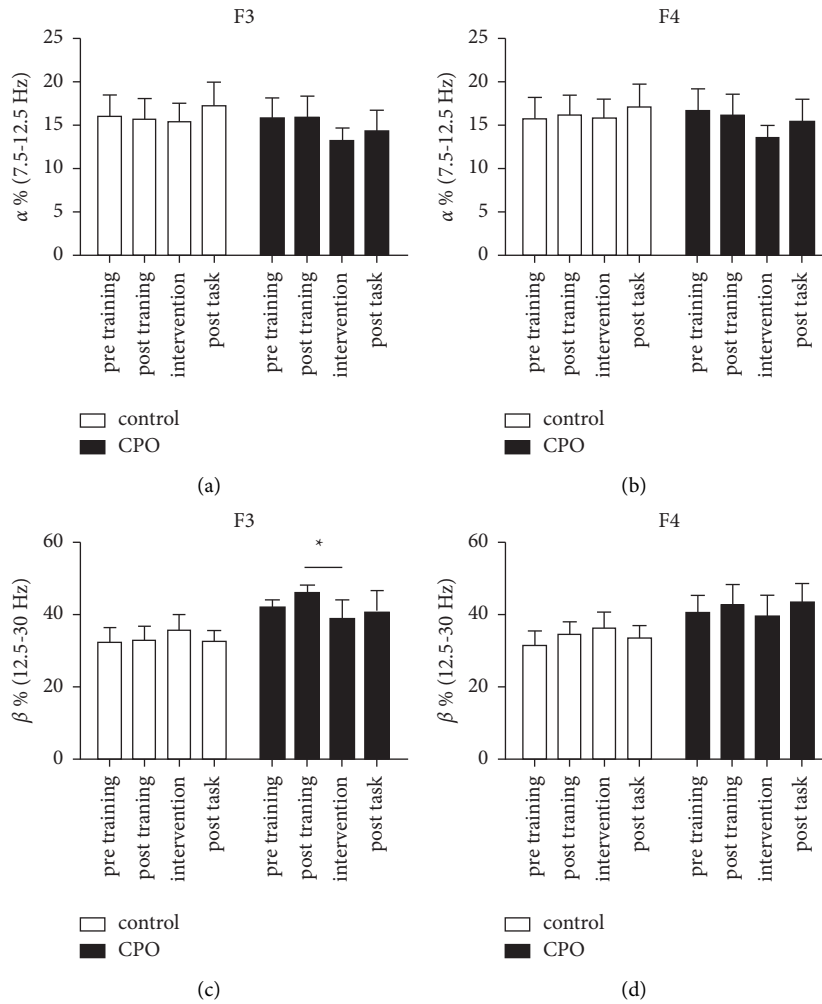 F3
α % (7.5-12.5 Hz)
25
20
15
10
5
0
pre training
post traning
intervention
post task
pre training
post traning
intervention
post task
control
CPO
(a)
F4
α % (7.5-12.5 Hz)
25
20
15
10
5
0
pre training
post traning
intervention
post task
pre training
post traning
intervention
post task
control
CPO
(b)
F3
β % (12.5-30 Hz)
60
40
20
0
*
pre training
post traning
intervention
post task
pre training
post traning
intervention
post task
control
CPO
(c)
F4
β % (12.5-30 Hz)
60
40
20
0
pre training
post traning
intervention
post task
pre training
post traning
intervention
post task
control
CPO
(d)